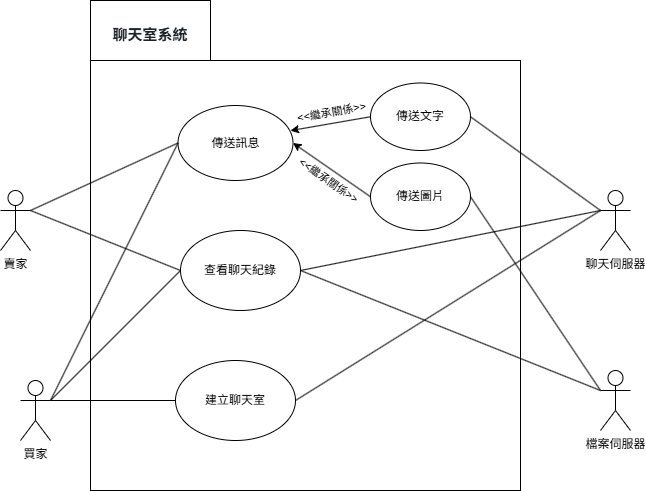 聊天室系統
傳送訊息
<<繼承關係>>
傳送文字
<<繼承關係>>
傳送圖片
賣家
查看聊天紀錄
聊天伺服器
買家
建立聊天室
檔案伺服器